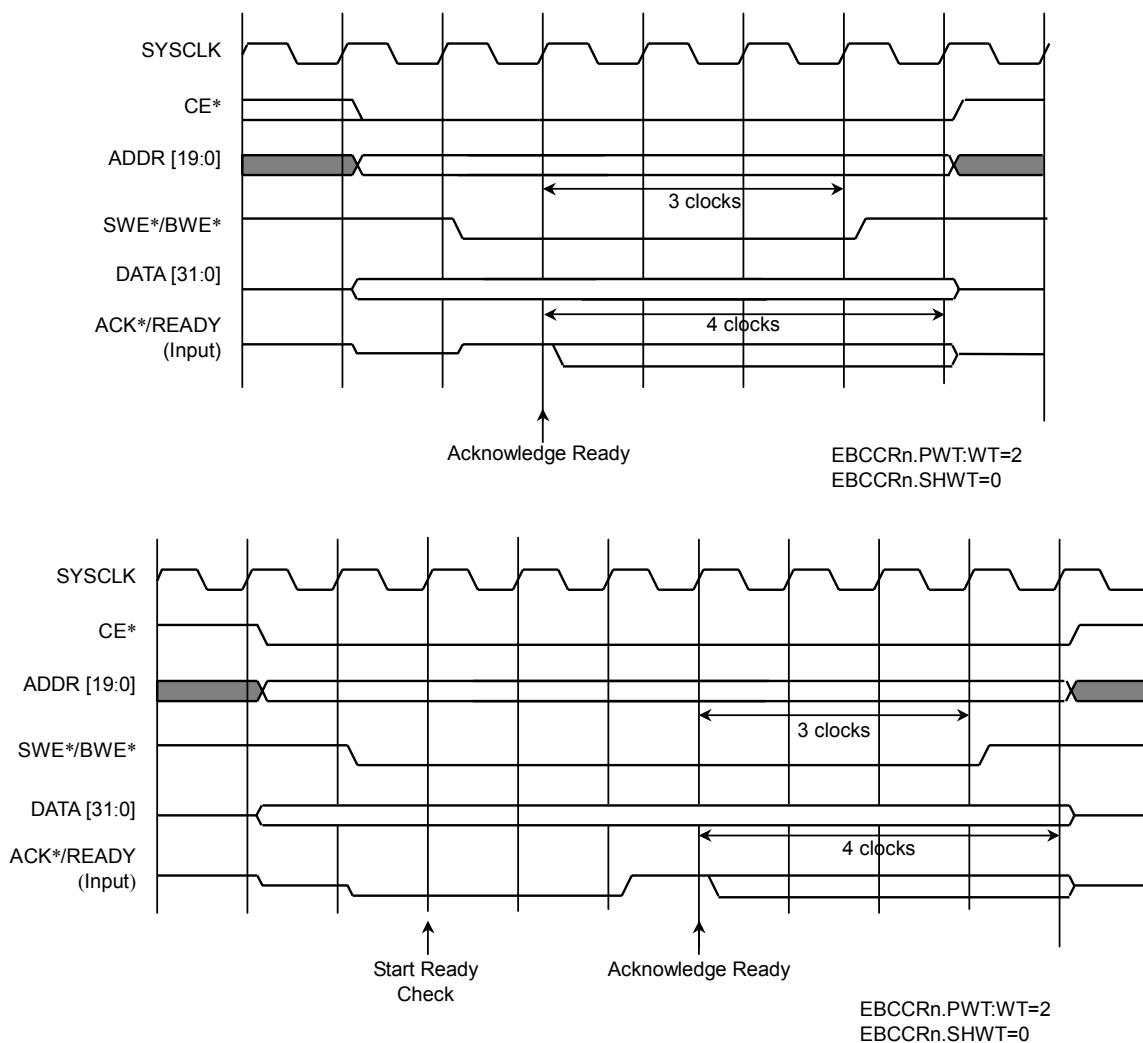 SYSCLK
CE*
ADDR [19:0]
3 clocks
SWE*/BWE*
DATA [31:0]
ACK*/READY
(Input)
4 clocks
Acknowledge Ready
EBCCRn.PWT:WT=2
EBCCRn.SHWT=0
SYSCLK
CE*
ADDR [19:0]
3 clocks
SWE*/BWE*
DATA [31:0]
ACK*/READY
(Input)
4 clocks
Start Ready
Check
Acknowledge Ready
EBCCRn.PWT:WT=2
EBCCRn.SHWT=0